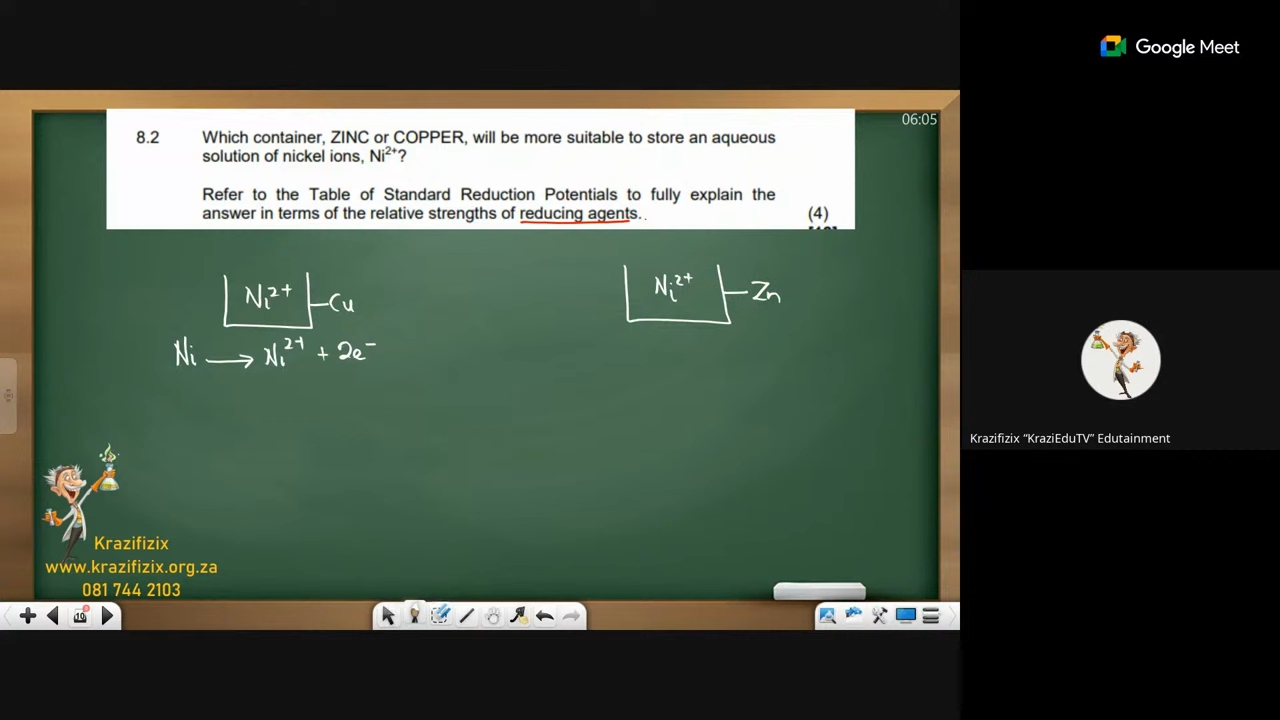 Google Meet
06:05
8.2 Which container, ZINC or COPPER, will be more suitable to store an aqueous
solution of nickel ions, Ni²⁺?
Refer to the Table of Standard Reduction Potentials to fully explain the
answer in terms of the relative strengths of reducing agents. (4)
Ni²⁺ Cu
Ni²⁺ Zn
Ni → Ni²⁺ + 2e⁻
Krazifizix "KraziEduTV" Edutainment
Krazifizix
www.krazifizix.org.za
081 744 2103
10